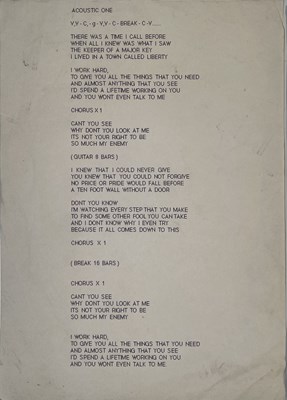 ACOUSTIC ONE
V,V - C, - g - V,V - C - BREAK - C -V......
THERE WAS A TIME I CALL BEFORE
WHEN ALL I KNEW WAS WHAT I SAW
THE KEEPER OF A MAJOR KEY
I LIVED IN A TOWN CALLED LIBERTY
I WORK HARD,
TO GIVE YOU ALL THE THINGS THAT YOU NEED
AND ALMOST ANYTHING THAT YOU SEE
I'D SPEND A LIFETIME WORKING ON YOU
AND YOU WONT EVEN TALK TO ME
CHORUS X 1
CANT YOU SEE
WHY DONT YOU LOOK AT ME
ITS NOT YOUR RIGHT TO BE
SO MUCH MY ENEMY
( GUITAR 8 BARS )
I KNEW THAT I COULD NEVER GIVE
YOU KNEW THAT YOU COULD NOT FORGIVE
NO PRICE OR PRIDE WOULD FALL BEFORE
A TEN FOOT WALL WITHOUT A DOOR
DONT YOU KNOW
I'M WATCHING EVERY STEP THAT YOU MAKE
TO FIND SOME OTHER FOOL YOU CAN TAKE
AND I DONT KNOW WHY I EVEN TRY
BECAUSE IT ALL COMES DOWN TO THIS
CHORUS X 1
( BREAK 16 BARS )
CHORUS X 1
CANT YOU SEE
WHY DONT YOU LOOK AT ME
ITS NOT YOUR RIGHT TO BE
SO MUCH MY ENEMY
I WORK HARD,
TO GIVE YOU ALL THE THINGS THAT YOU NEED
AND ALMOST ANYTHING THAT YOU SEE
I'D SPEND A LIFETIME WORKING ON YOU
AND YOU WONT EVEN TALK TO ME